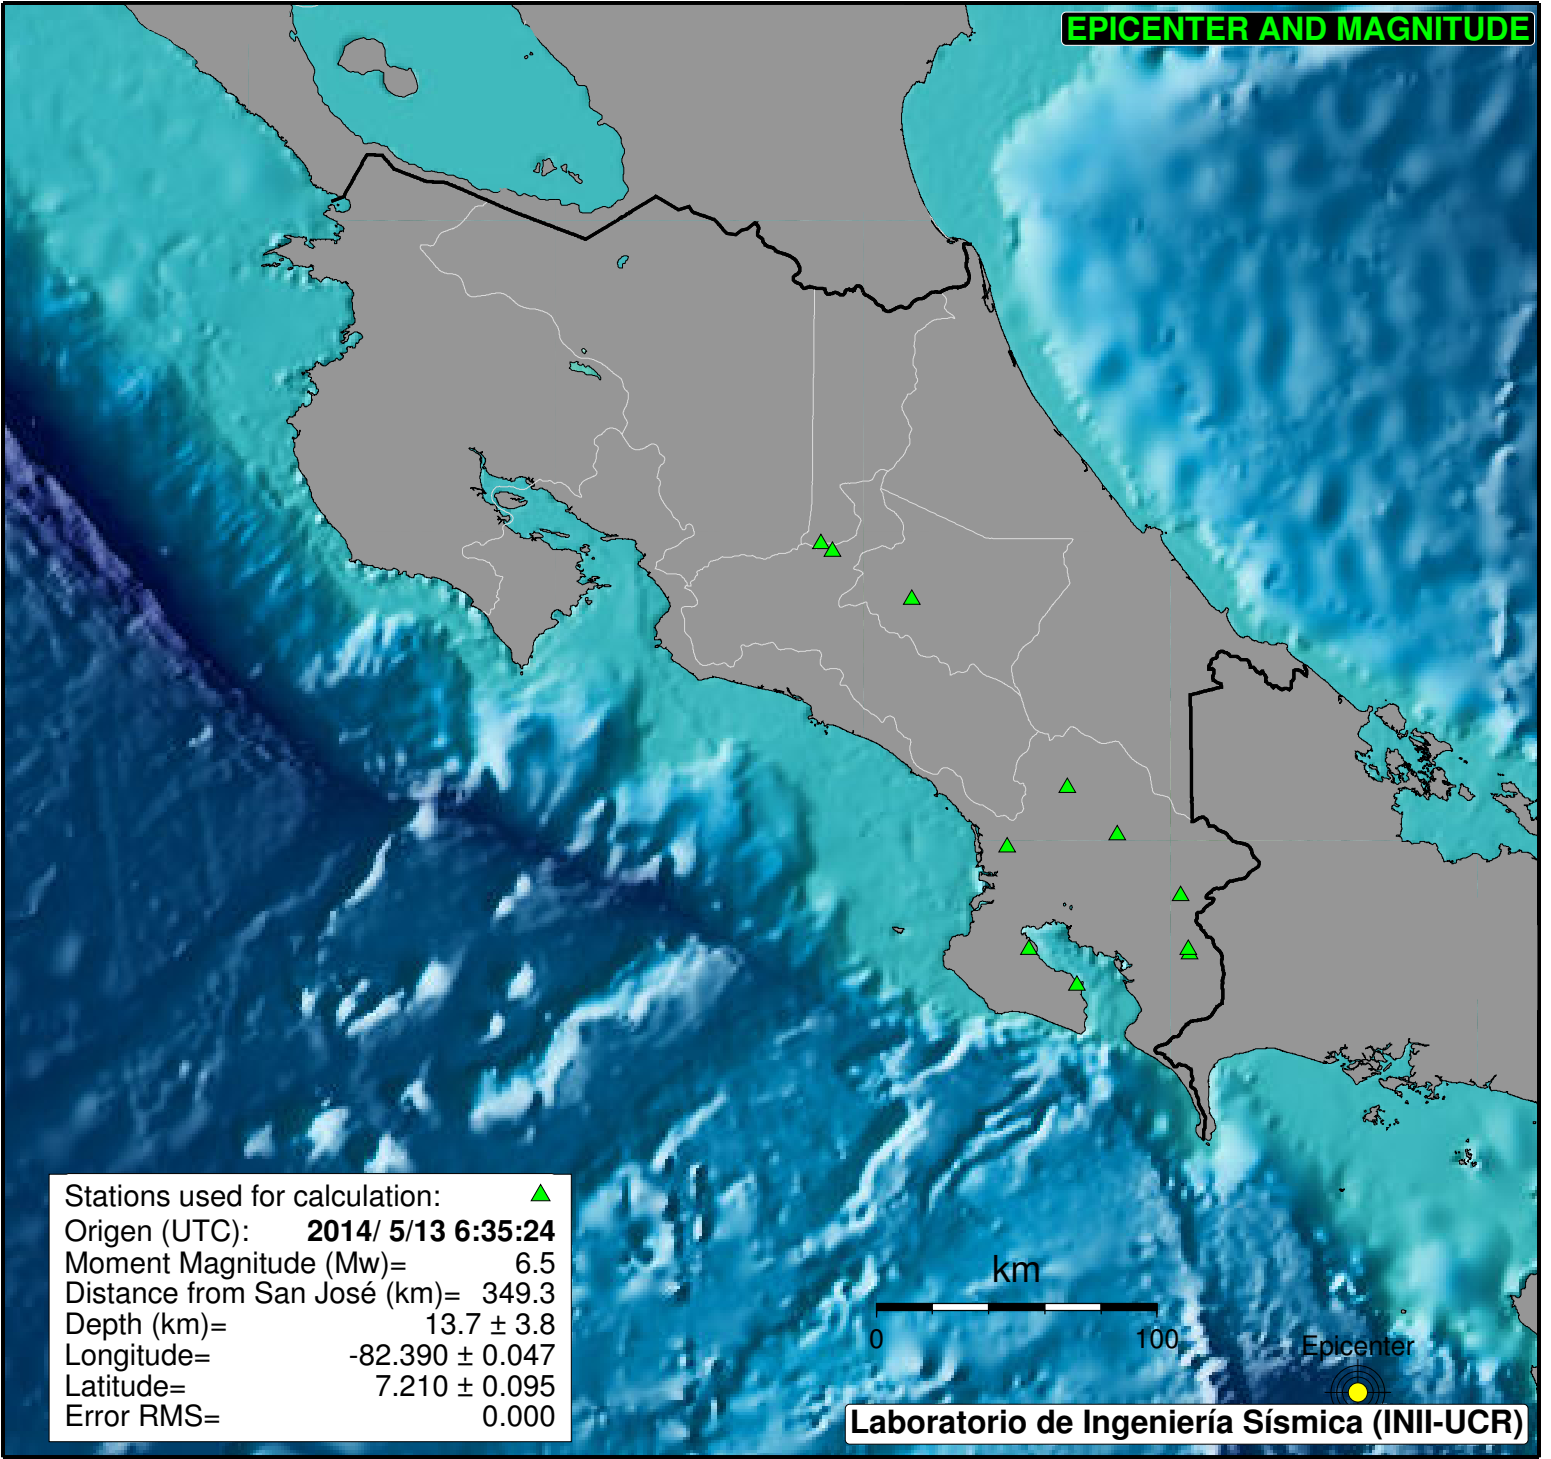 EPICENTER AND MAGNITUDE
Stations used for calculation:
Origen (UTC): 2014/ 5/13 6:35:24
Moment Magnitude (Mw)= 6.5
Distance from San José (km)= 349.3
Depth (km)= 13.7 ± 3.8
Longitude= -82.390 ± 0.047
Latitude= 7.210 ± 0.095
Error RMS= 0.000
km
0 100
Epicenter
Laboratorio de Ingeniería Sísmica (INII-UCR)